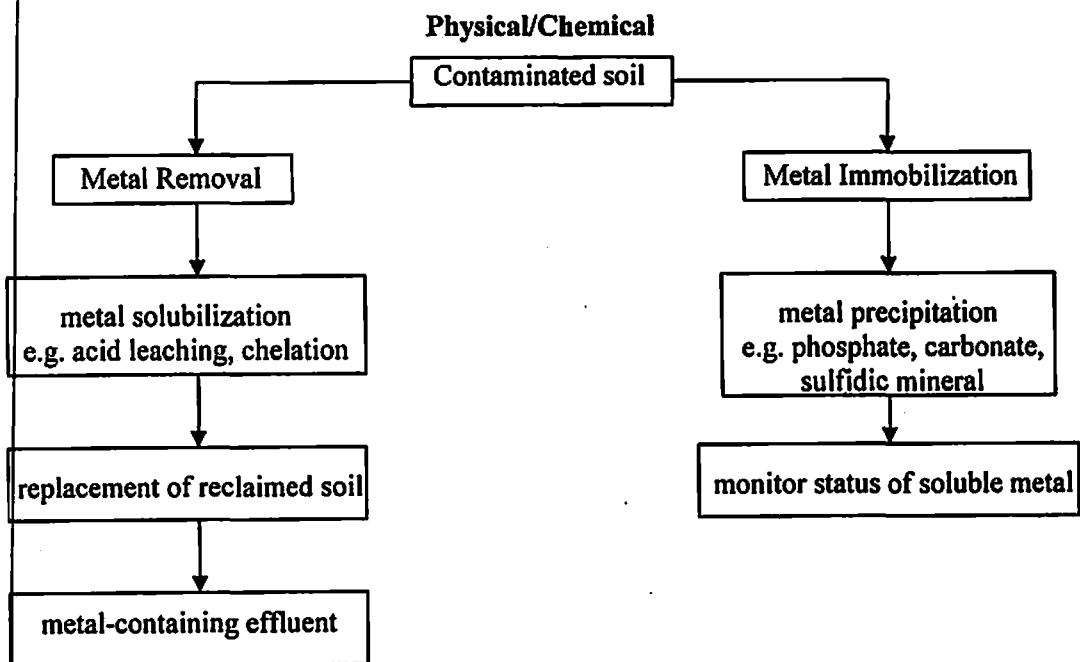 Physical/Chemical
Contaminated soil
Metal Removal
Metal Immobilization
metal solubilization
e.g. acid leaching, chelation
metal precipitation
e.g. phosphate, carbonate,
sulfidic mineral
replacement of reclaimed soil
monitor status of soluble metal
metal-containing effluent